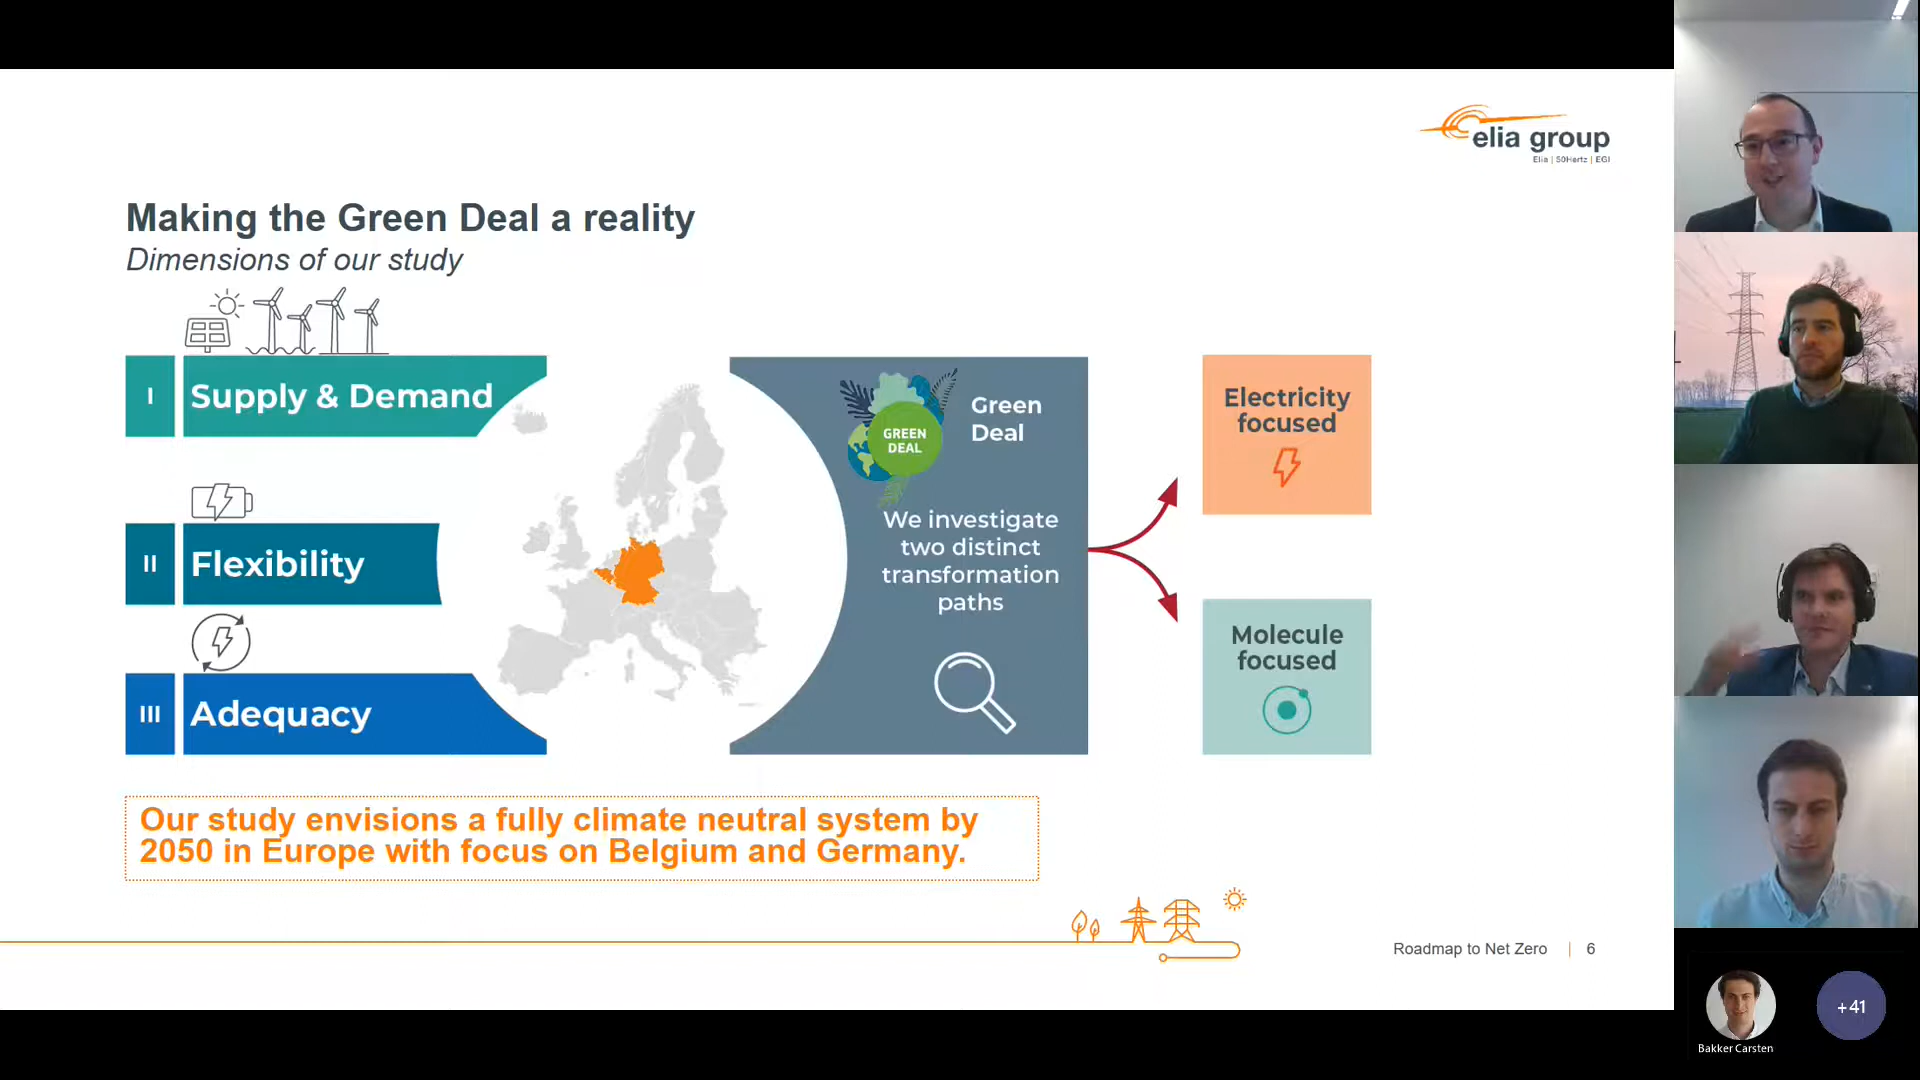 elia group
Elia | 50Hertz | EGI
Making the Green Deal a reality
Dimensions of our study
I
Supply & Demand
II
Flexibility
III
Adequacy
GREEN
DEAL
Green
Deal
We investigate
two distinct
transformation
paths
Electricity
focused
Molecule
focused
Our study envisions a fully climate neutral system by
2050 in Europe with focus on Belgium and Germany.
Roadmap to Net Zero | 6
Bakker Carsten
+41